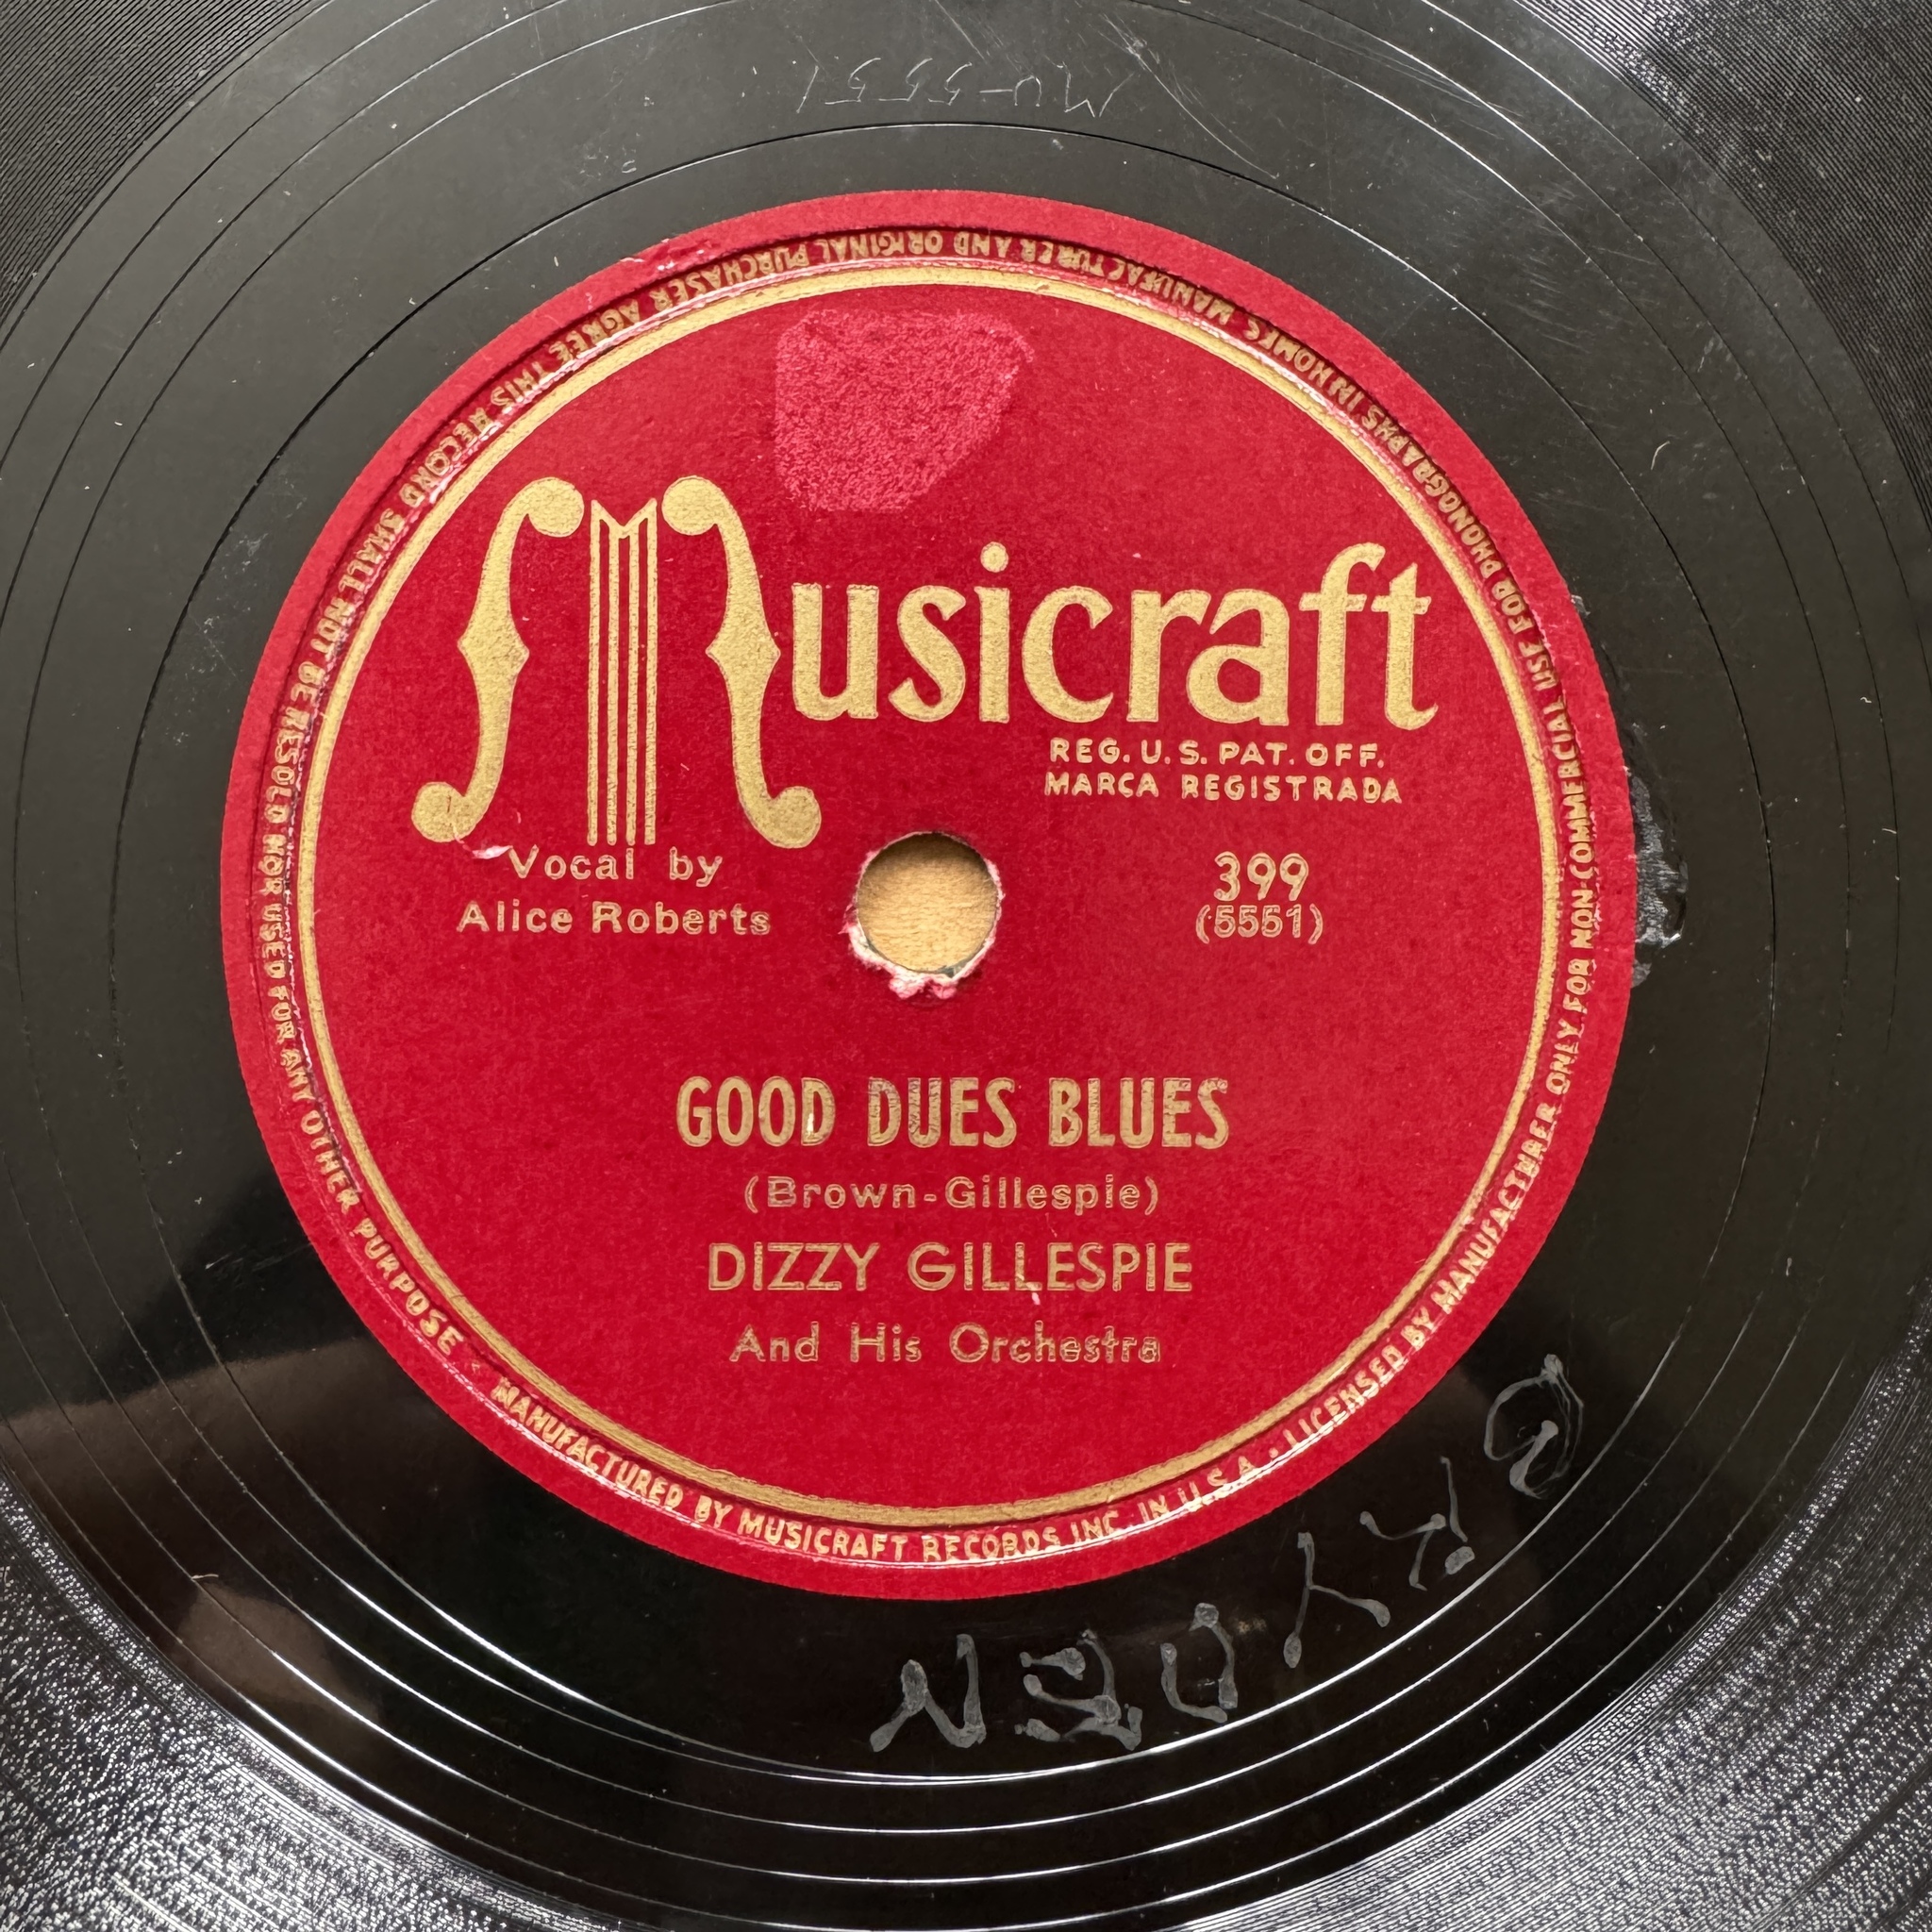 MU-5551
Musicraft
REG. U. S. PAT. OFF.
MARCA REGISTRADA
Vocal by
Alice Roberts
399
(5551)
GOOD DUES BLUES
(Brown-Gillespie)
DIZZY GILLESPIE
And His Orchestra
MANUFACTURED BY MUSICRAFT RECORDS INC. IN U.S.A. • LICENSED BY MANUFACTURER ONLY FOR NON COMMERCIAL USE FOR PHONOGRAPHS IN HOMES. MANUFACTURER AND ORIGINAL PURCHASER AGREE THIS RECORD SHALL NOT BE RESOLD NOR USED FOR ANY OTHER PURPOSE